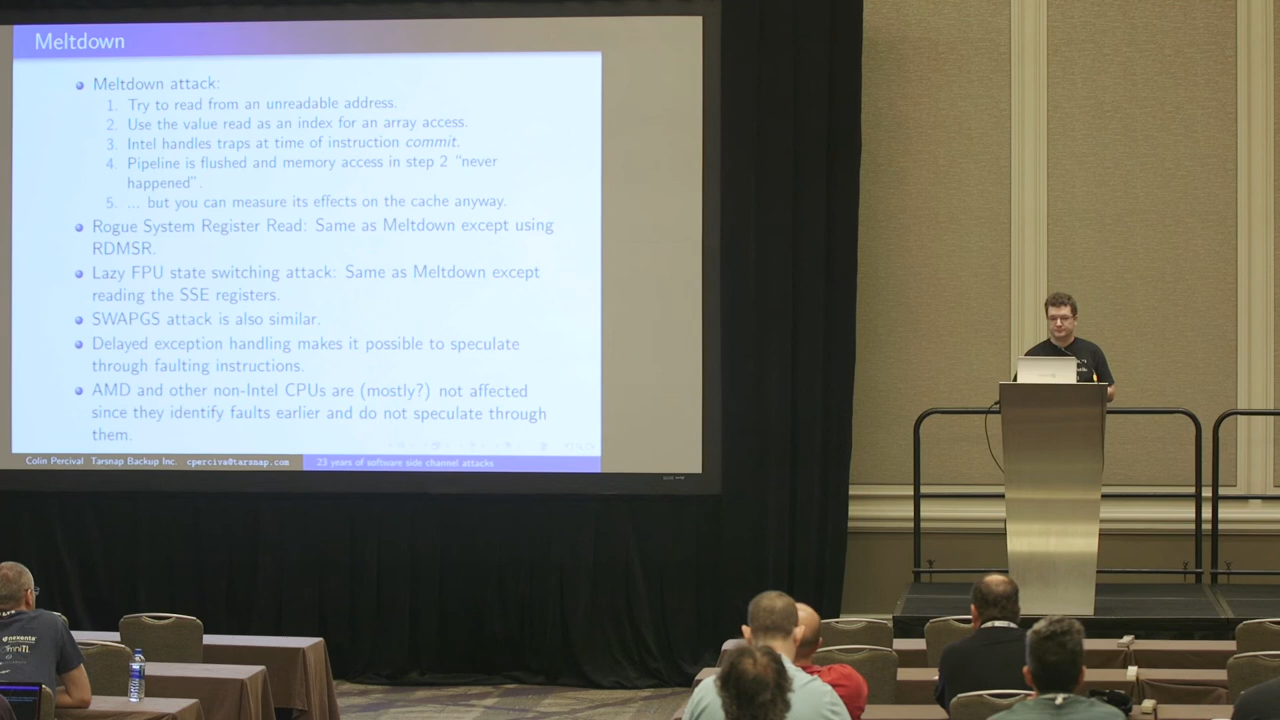 Meltdown
Meltdown attack:
1. Try to read from an unreadable address.
2. Use the value read as an index for an array access.
3. Intel handles traps at time of instruction commit.
4. Pipeline is flushed and memory access in step 2 "never
happened".
5. ... but you can measure its effects on the cache anyway.
Rogue System Register Read: Same as Meltdown except using
RDMSR.
Lazy FPU state switching attack: Same as Meltdown except
reading the SSE registers.
SWAPGS attack is also similar.
Delayed exception handling makes it possible to speculate
through faulting instructions.
AMD and other non-Intel CPUs are (mostly?) not affected
since they identify faults earlier and do not speculate through
them.
Colin Percival Tarsnap Backup Inc. cperciva@tarsnap.com 23 years of software side channel attacks
nexenta
OmniTI